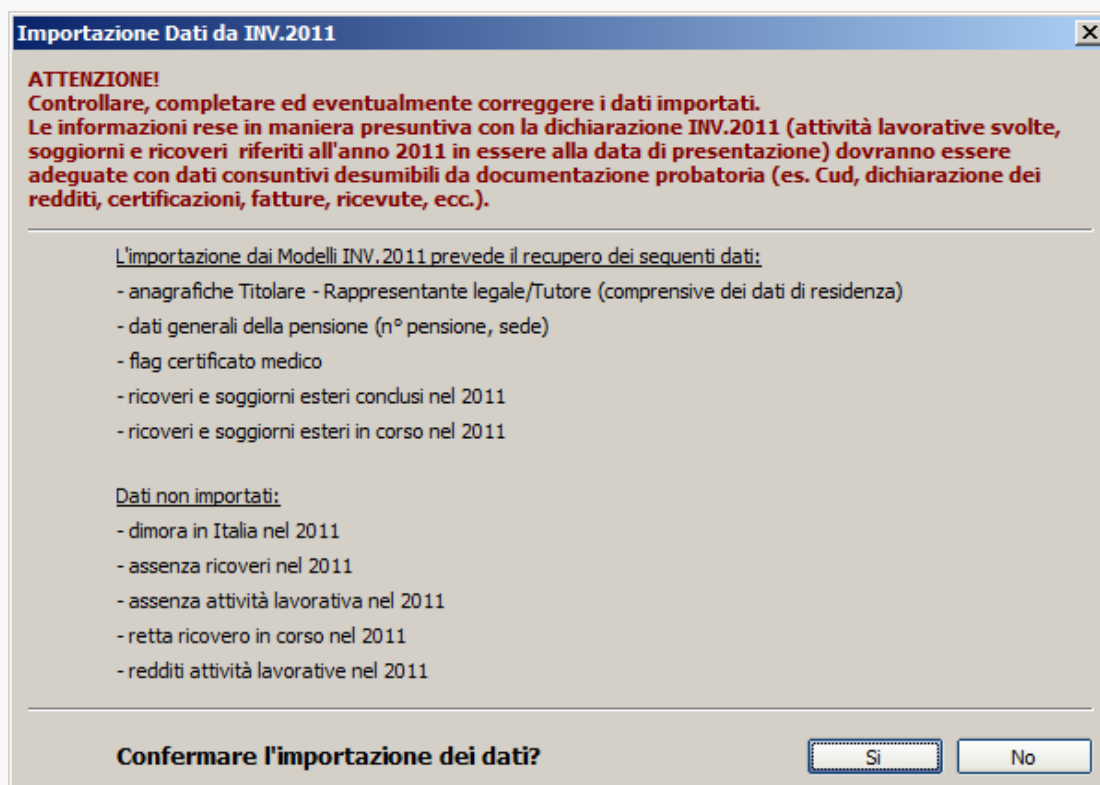 Importazione Dati da INV.2011
ATTENZIONE!
Controllare, completare ed eventualmente correggere i dati importati.
Le informazioni rese in maniera presuntiva con la dichiarazione INV.2011 (attività lavorative svolte,
soggiorni e ricoveri riferiti all'anno 2011 in essere alla data di presentazione) dovranno essere
adeguate con dati consuntivi desumibili da documentazione probatoria (es. Cud, dichiarazione dei
redditi, certificazioni, fatture, ricevute, ecc.).
L'importazione dai Modelli INV.2011 prevede il recupero dei seguenti dati:
- anagrafiche Titolare - Rappresentante legale/Tutore (comprensive dei dati di residenza)
- dati generali della pensione (n° pensione, sede)
- flag certificato medico
- ricoveri e soggiorni esteri conclusi nel 2011
- ricoveri e soggiorni esteri in corso nel 2011
Dati non importati:
- dimora in Italia nel 2011
- assenza ricoveri nel 2011
- assenza attività lavorativa nel 2011
- retta ricovero in corso nel 2011
- redditi attività lavorative nel 2011
Confermare l'importazione dei dati?
Si
No